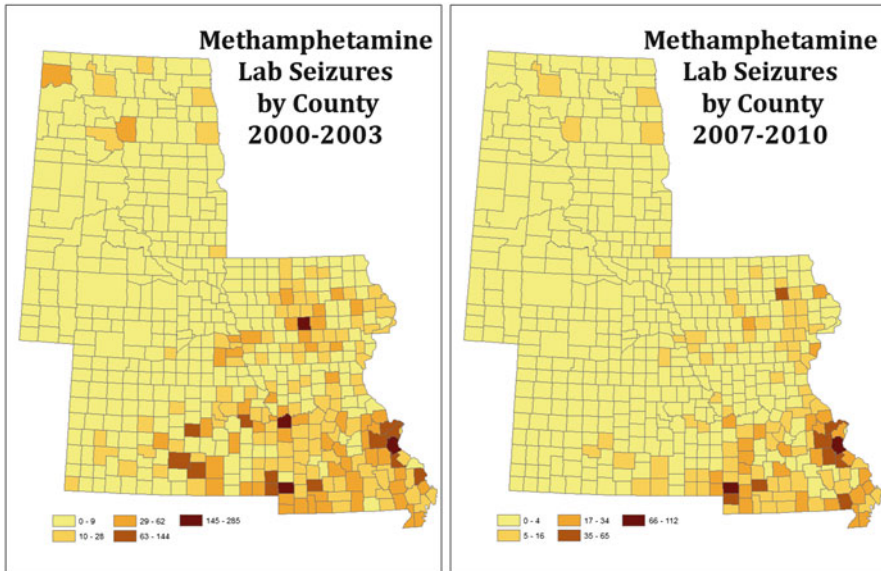 Methamphetamine
Lab Seizures
by County
2000-2003
0 - 9
10 - 28
29 - 62
63 - 144
145 - 285
Methamphetamine
Lab Seizures
by County
2007-2010
0 - 4
5 - 16
17 - 34
35 - 65
66 - 112